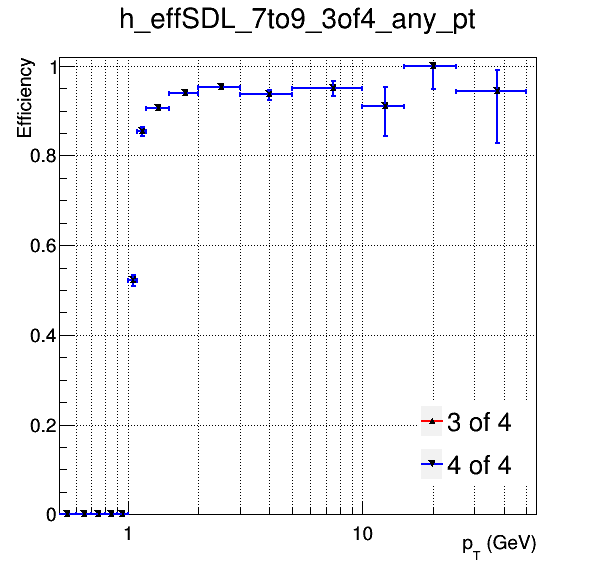 h_effSDL_7to9_3of4_any_pt
Efficiency
1
0.8
0.6
0.4
0.2
0
3 of 4
4 of 4
1
10
p_T (GeV)